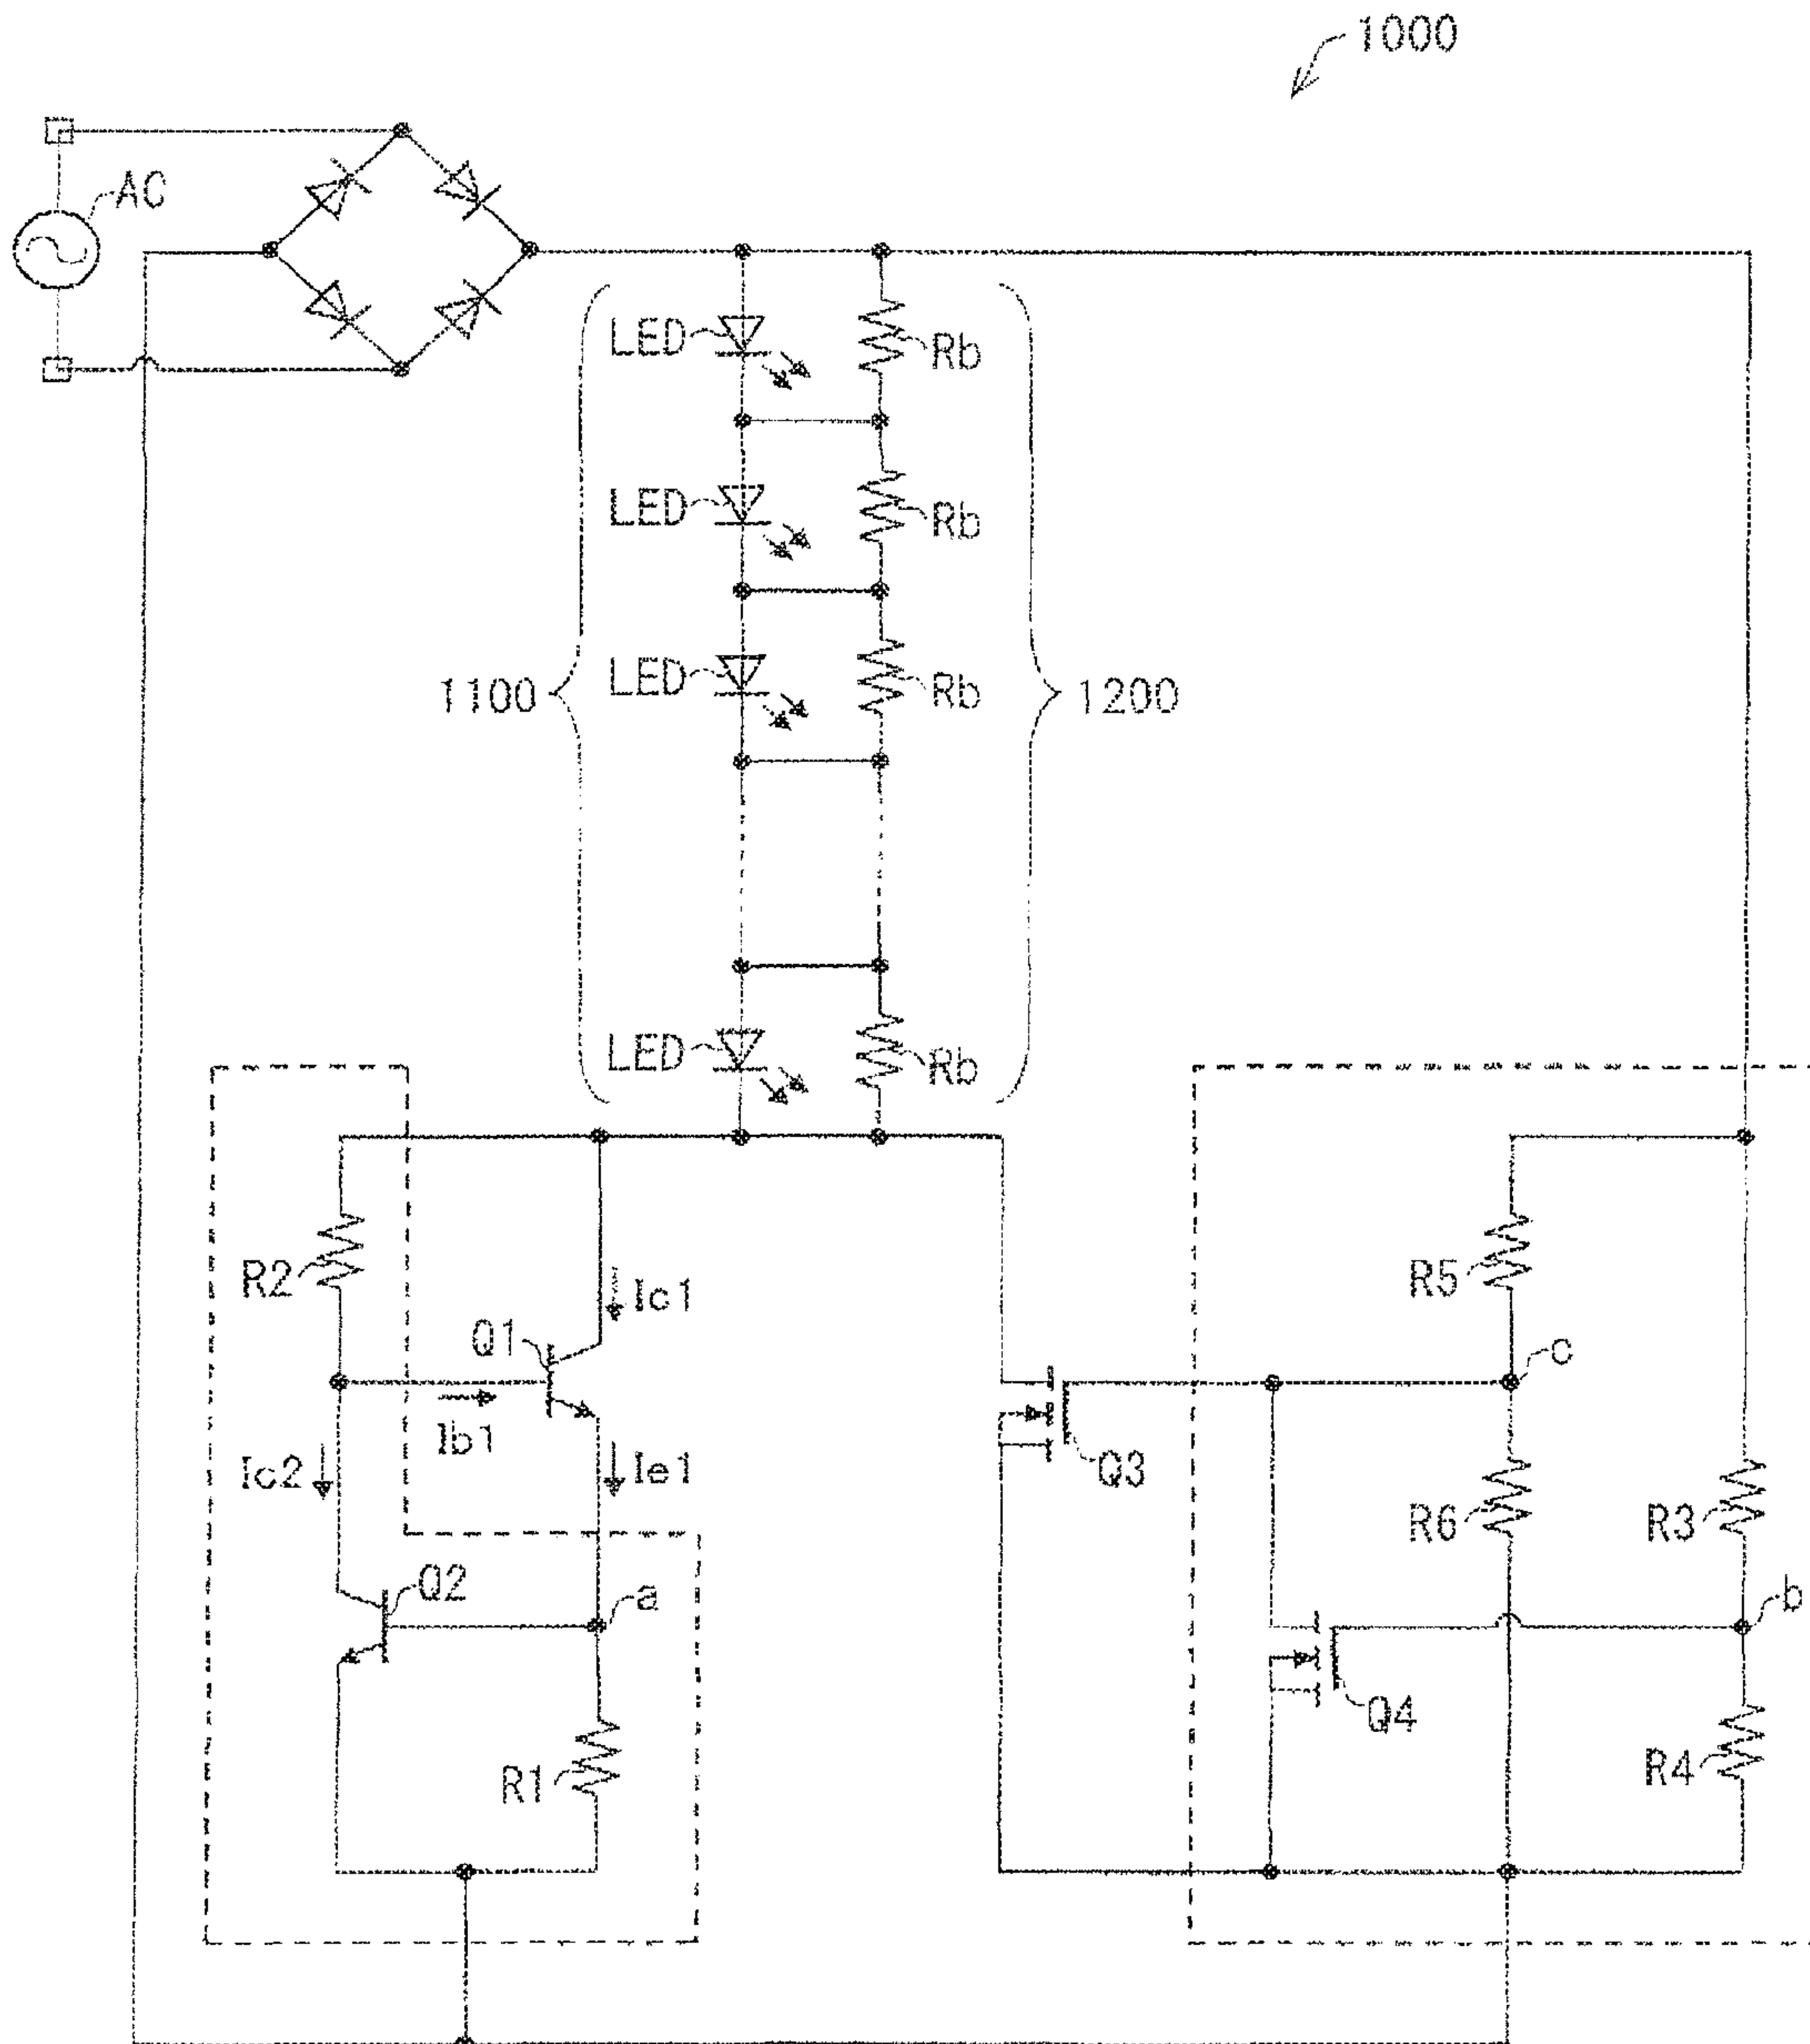 1000
AC
LED
Rb
LED
Rb
LED
Rb
1100
1200
LED
Rb
R2
Ic1
R5
Q1
c
Ib1
Ic2
Ie1
Q3
R6
R3
Q2
a
b
Q4
R1
R4